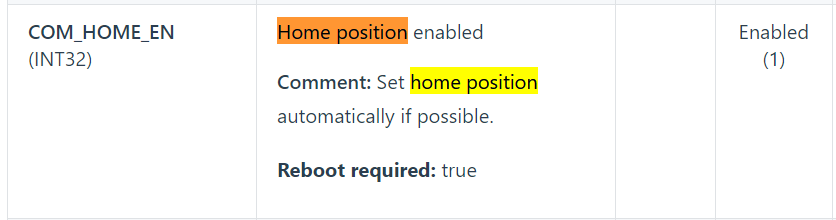 COM_HOME_EN
(INT32)
Home position enabled
Comment: Set home position
automatically if possible.
Reboot required: true
Enabled
(1)